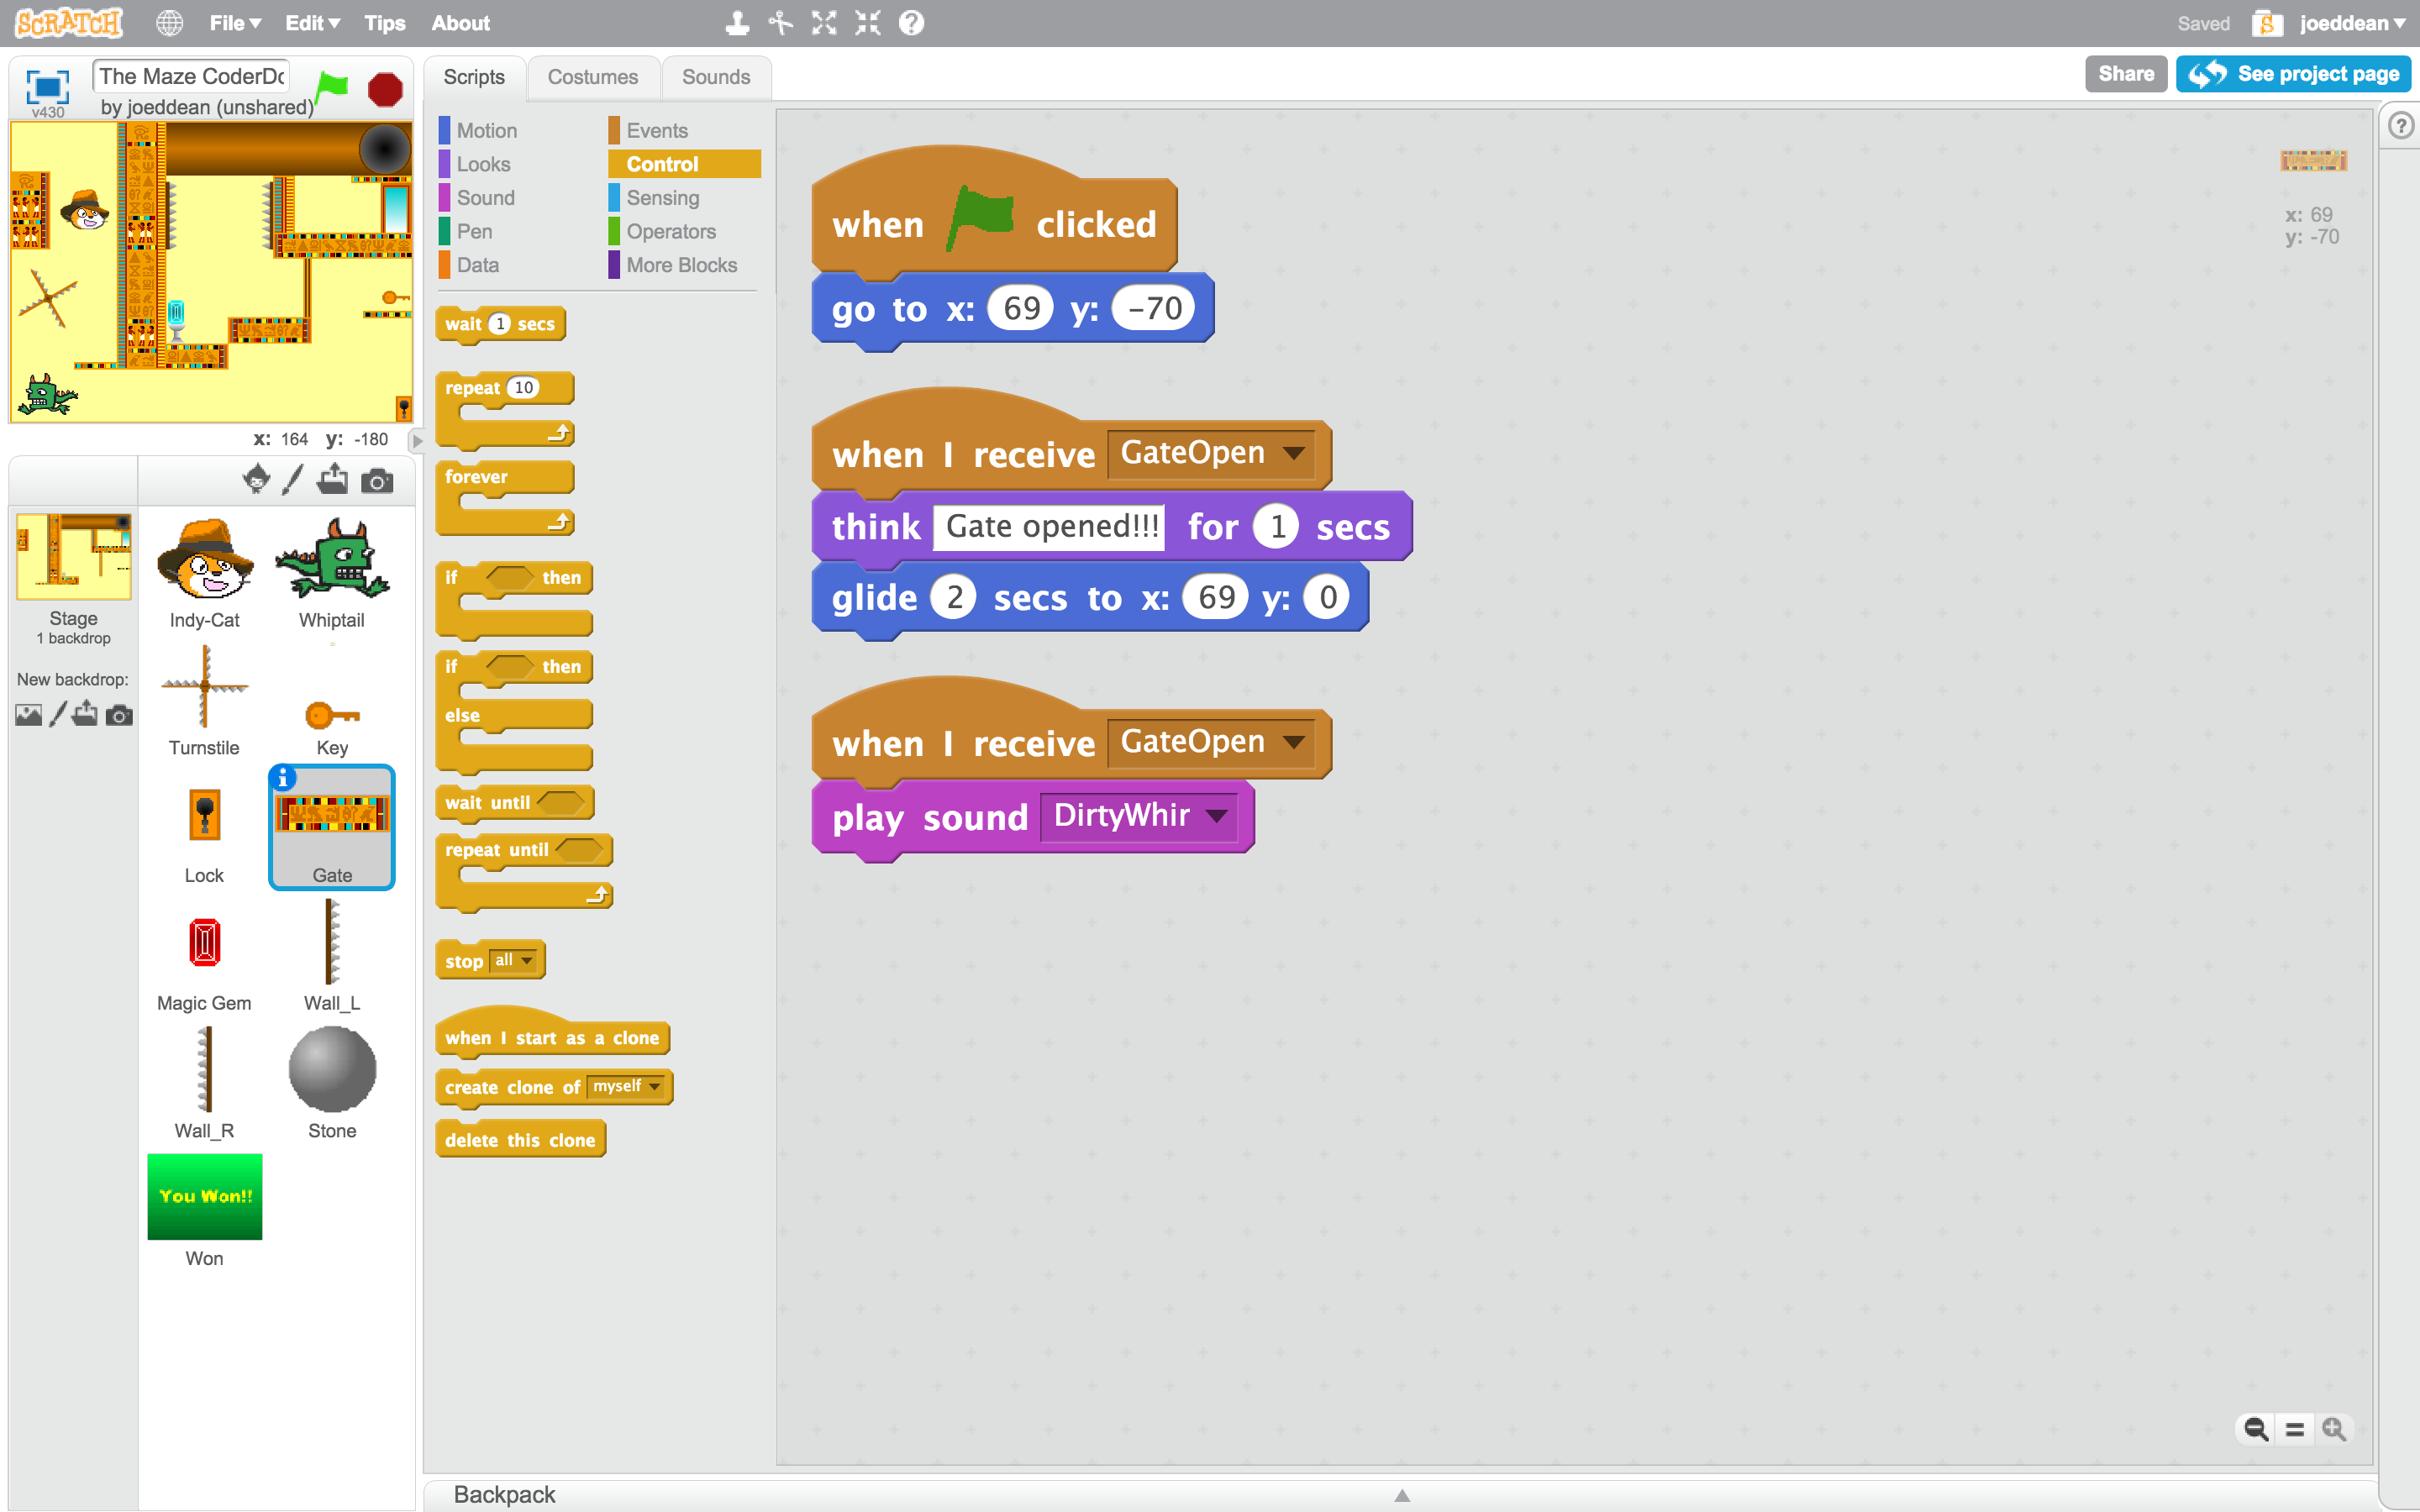 SCRATCH
File Edit Tips About
Saved joeddean
v430
The Maze CoderDo
by joeddean (unshared)
Scripts Costumes Sounds
Share See project page
x: 164 y: -180
Stage
1 backdrop
New backdrop:
Indy-Cat
Whiptail
Turnstile
Key
Lock
Gate
Magic Gem
Wall_L
Wall_R
Stone
You Won!!
Won
Motion
Looks
Sound
Pen
Data
Events
Control
Sensing
Operators
More Blocks
wait 1 secs
repeat 10
forever
if then
if then
else
wait until
repeat until
stop all
when I start as a clone
create clone of myself
delete this clone
when clicked
go to x: 69 y: -70
when I receive GateOpen
think Gate opened!!! for 1 secs
glide 2 secs to x: 69 y: 0
when I receive GateOpen
play sound DirtyWhir
x: 69
y: -70
Backpack